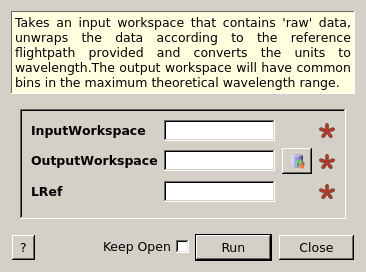 Takes an input workspace that contains 'raw' data,
unwraps the data according to the reference
flightpath provided and converts the units to
wavelength.The output workspace will have common
bins in the maximum theoretical wavelength range.
InputWorkspace
OutputWorkspace
LRef
? Keep Open Run Close